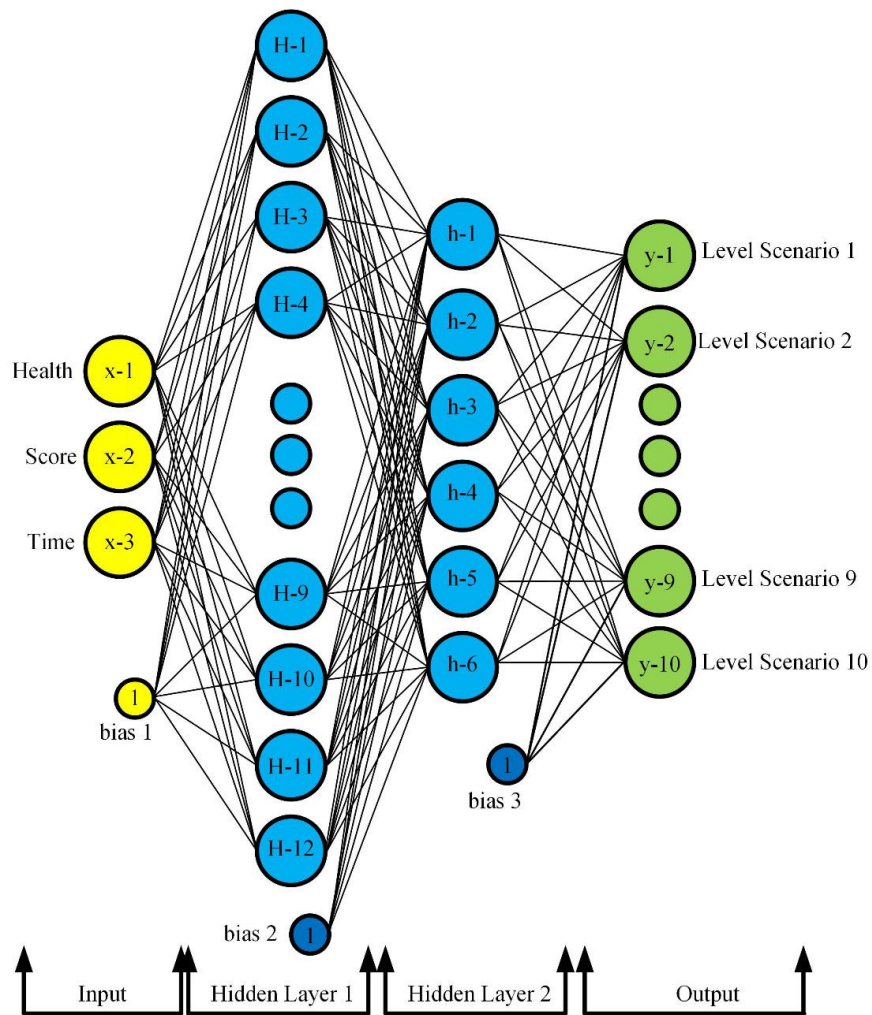 H-1
H-2
H-3
H-4
H-9
H-10
H-11
H-12
h-1
h-2
h-3
h-4
h-5
h-6
y-1 Level Scenario 1
y-2 Level Scenario 2
y-9 Level Scenario 9
y-10 Level Scenario 10
Health x-1
Score x-2
Time x-3
1
bias 1
bias 2 1
1
bias 3
Input
Hidden Layer 1
Hidden Layer 2
Output